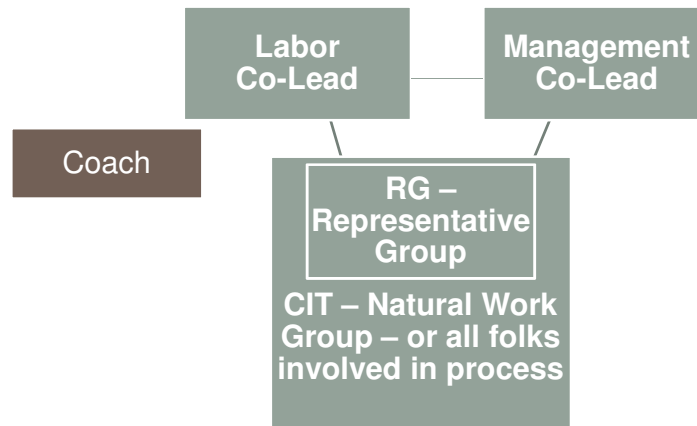 Labor
Co-Lead
Management
Co-Lead
Coach
RG –
Representative
Group
CIT – Natural Work
Group – or all folks
involved in process